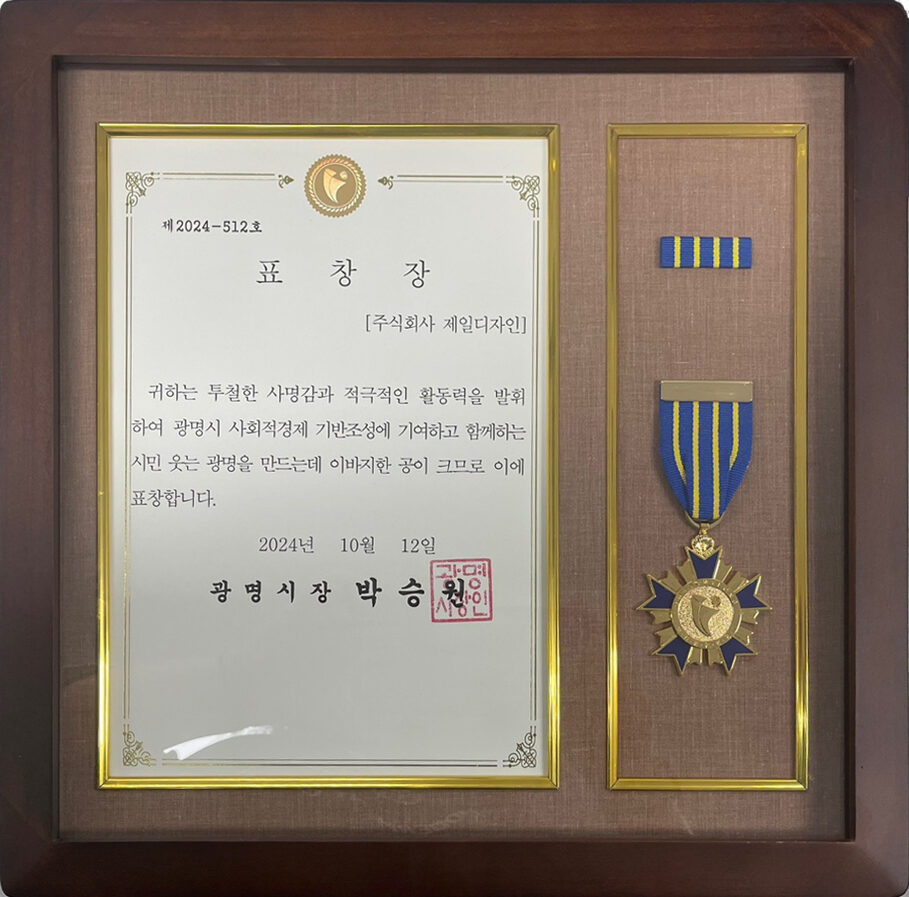 제2024-512호
표 창 장
[주식회사 제일디자인]
귀하는 투철한 사명감과 적극적인 활동력을 발휘
하여 광명시 사회적경제 기반조성에 기여하고 함께하는
시민 웃는 광명을 만드는데 이바지한 공이 크므로 이에
표창합니다.
2024년 10월 12일
광명시장 박승원
광명
시장인